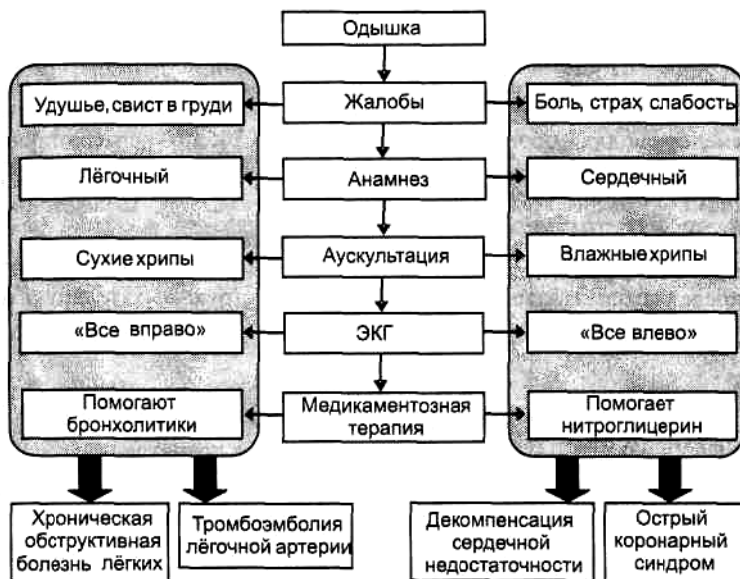 Одышка
Удушье, свист в груди
Жалобы
Боль, страх, слабость
Лёгочный
Анамнез
Сердечный
Сухие хрипы
Аускультация
Влажные хрипы
«Все вправо»
ЭКГ
«Все влево»
Помогают
бронхолитики
Медикаментозная
терапия
Помогает
нитроглицерин
Хроническая
обструктивная
болезнь лёгких
Тромбоэмболия
лёгочной артерии
Декомпенсация
сердечной
недостаточности
Острый
коронарный
синдром